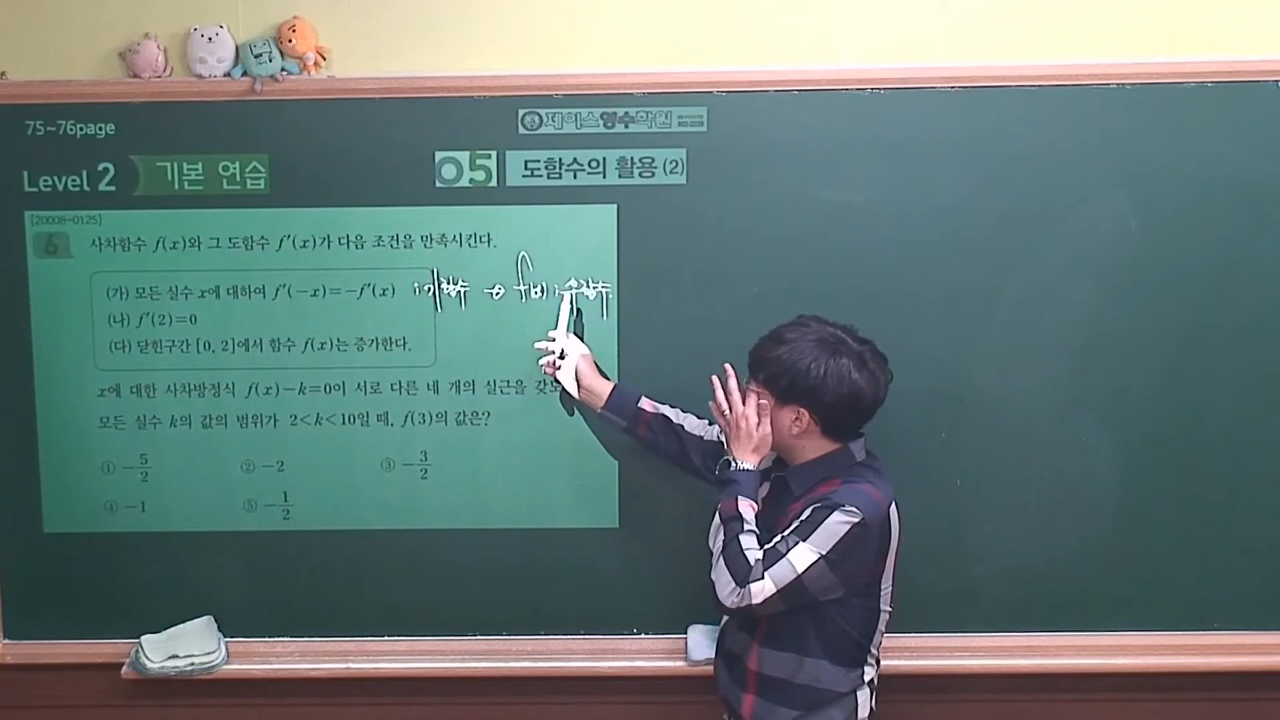 75~76page
제이스영수학원
Level 2 기본 연습
05 도함수의 활용 (2)
[20008-0125]
6 사차함수 f(x)와 그 도함수 f′(x)가 다음 조건을 만족시킨다.
(가) 모든 실수 x에 대하여 f′(-x)=-f′(x) : 기함수 → f(x) : 우함수.
(나) f′(2)=0
(다) 닫힌구간 [0, 2]에서 함수 f(x)는 증가한다.
x에 대한 사차방정식 f(x)-k=0이 서로 다른 네 개의 실근을
모든 실수 k의 값의 범위가 2<k<10일 때, f(3)의 값은?
① -5/2 ② -2 ③ -3/2
④ -1 ⑤ -1/2